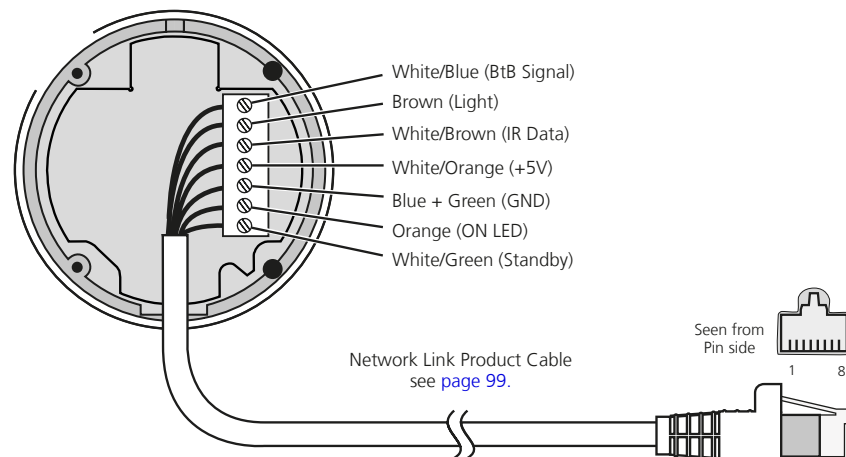 White/Blue (BtB Signal)
Brown (Light)
White/Brown (IR Data)
White/Orange (+5V)
Blue + Green (GND)
Orange (ON LED)
White/Green (Standby)
Seen from
Pin side
1 8
Network Link Product Cable
see page 99.